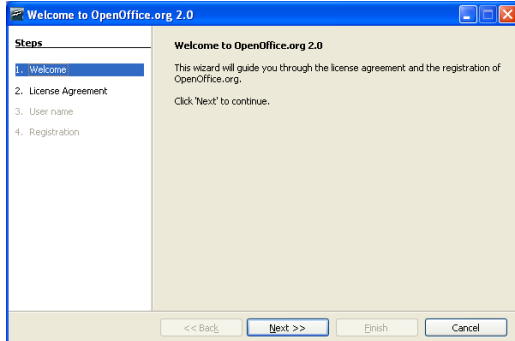 Welcome to OpenOffice.org 2.0
Steps
1. Welcome
2. License Agreement
3. User name
4. Registration
Welcome to OpenOffice.org 2.0
This wizard will guide you through the license agreement and the registration of
OpenOffice.org.
Click 'Next' to continue.
<< Back
Next >>
Finish
Cancel